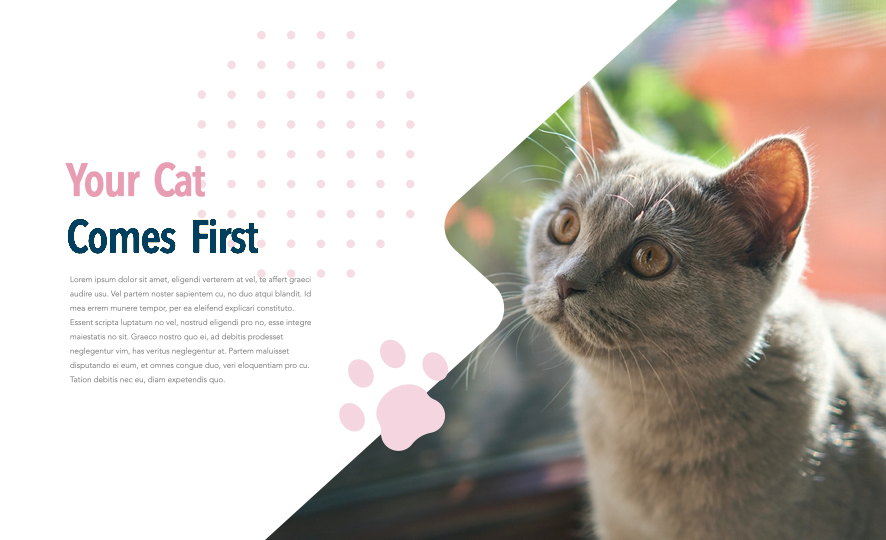 Your Cat
Comes First
Lorem ipsum dolor sit amet, eligendi verterem at vel, te affert graeci
audire usu. Vel partem noster sapientem cu, no duo atqui blandit. Id
mea errem munere tempor, per ea eleifend explicari constituto.
Essent scripta luptatum no vel, nostrud eligendi pro no, esse integre
maiestatis no sit. Graeco nostro quo ei, ad debitis prodesset
neglegentur vim, has veritus neglegentur at. Partem maluisset
disputando ei eum, et omnes congue duo, veri eloquentiam pro cu.
Tation debitis nec eu, diam expetendis quo.